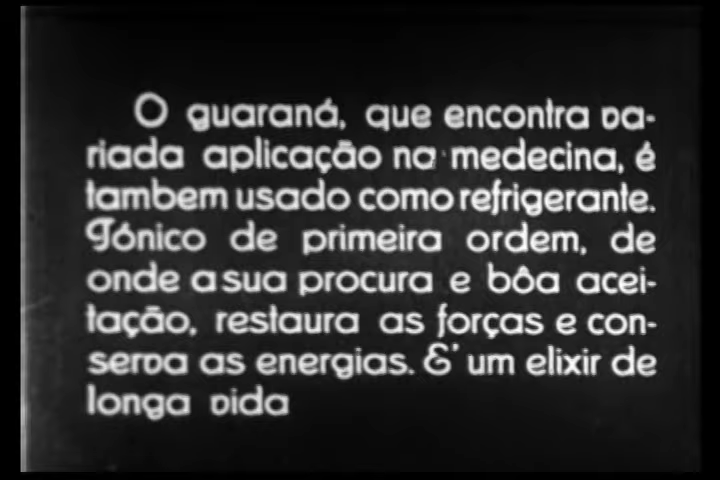 O guaraná, que encontra va-
riada aplicação na medecina, é
tambem usado como refrigerante.
Tónico de primeira ordem, de
onde a sua procura e bôa acei-
tação, restaura as forças e con-
serva as energias. E' um elixir de
longa vida